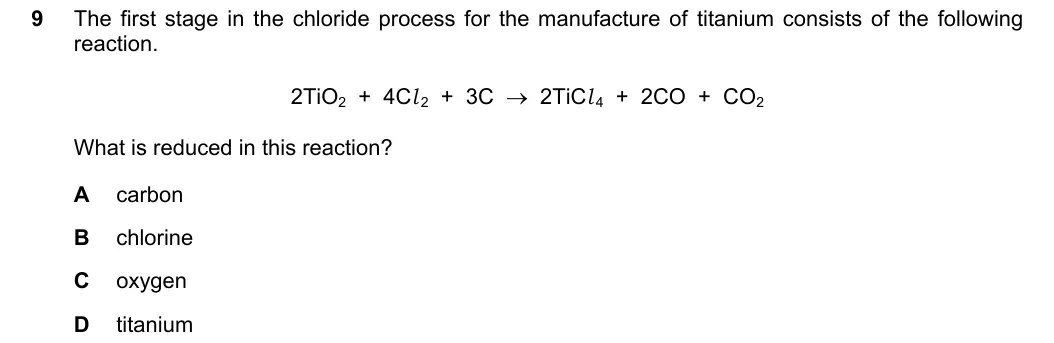 9 The first stage in the chloride process for the manufacture of titanium consists of the following
reaction.
2TiO₂ + 4Cl₂ + 3C → 2TiCl₄ + 2CO + CO₂
What is reduced in this reaction?
A carbon
B chlorine
C oxygen
D titanium